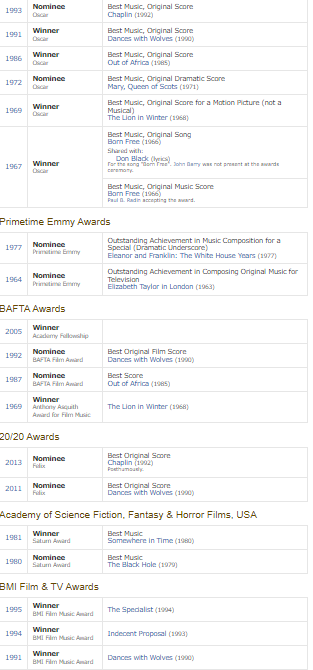 1993
Nominee
Oscar
Best Music, Original Score
Chaplin (1992)
1991
Winner
Oscar
Best Music, Original Score
Dances with Wolves (1990)
1986
Winner
Oscar
Best Music, Original Score
Out of Africa (1985)
1972
Nominee
Oscar
Best Music, Original Dramatic Score
Mary, Queen of Scots (1971)
1969
Winner
Oscar
Best Music, Original Score for a Motion Picture (not a
Musical)
The Lion in Winter (1968)
1967
Winner
Oscar
Best Music, Original Song
Born Free (1966)
Shared with:
Don Black (lyrics)
For the song "Born Free". John Barry was not present at the awards
ceremony.
Best Music, Original Music Score
Born Free (1966)
Paul B. Radin accepting the award.
Primetime Emmy Awards
1977
Nominee
Primetime Emmy
Outstanding Achievement in Music Composition for a
Special (Dramatic Underscore)
Eleanor and Franklin: The White House Years (1977)
1964
Nominee
Primetime Emmy
Outstanding Achievement in Composing Original Music for
Television
Elizabeth Taylor in London (1963)
BAFTA Awards
2005
Winner
Academy Fellowship
1992
Nominee
BAFTA Film Award
Best Original Film Score
Dances with Wolves (1990)
1987
Nominee
BAFTA Film Award
Best Score
Out of Africa (1985)
1969
Winner
Anthony Asquith
Award for Film Music
The Lion in Winter (1968)
20/20 Awards
2013
Nominee
Felix
Best Original Score
Chaplin (1992)
Posthumously.
2011
Nominee
Felix
Best Original Score
Dances with Wolves (1990)
Academy of Science Fiction, Fantasy & Horror Films, USA
1981
Winner
Saturn Award
Best Music
Somewhere in Time (1980)
1980
Nominee
Saturn Award
Best Music
The Black Hole (1979)
BMI Film & TV Awards
1995
Winner
BMI Film Music Award
The Specialist (1994)
1994
Winner
BMI Film Music Award
Indecent Proposal (1993)
1991
Winner
BMI Film Music Award
Dances with Wolves (1990)